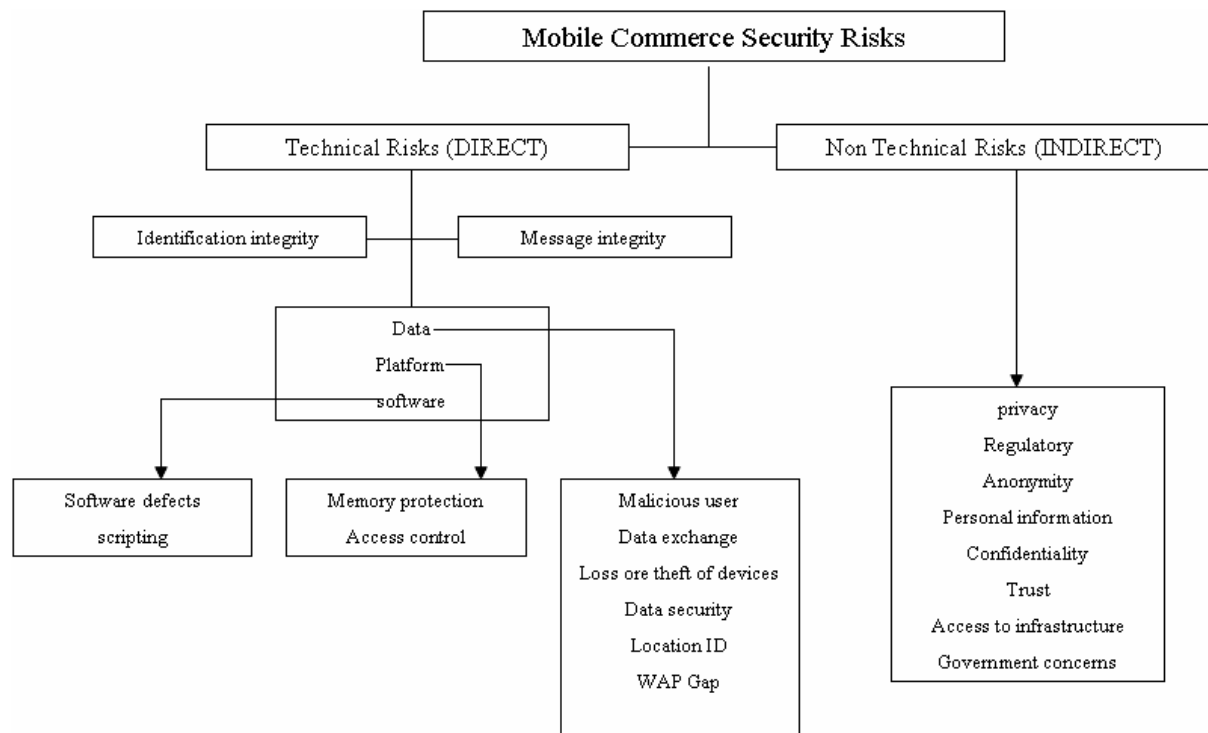 Mobile Commerce Security Risks
Technical Risks (DIRECT)
Non Technical Risks (INDIRECT)
Identification integrity
Message integrity
Data
Platform
software
Software defects
scripting
Memory protection
Access control
Malicious user
Data exchange
Loss ore theft of devices
Data security
Location ID
WAP Gap
privacy
Regulatory
Anonymity
Personal information
Confidentiality
Trust
Access to infrastructure
Government concerns